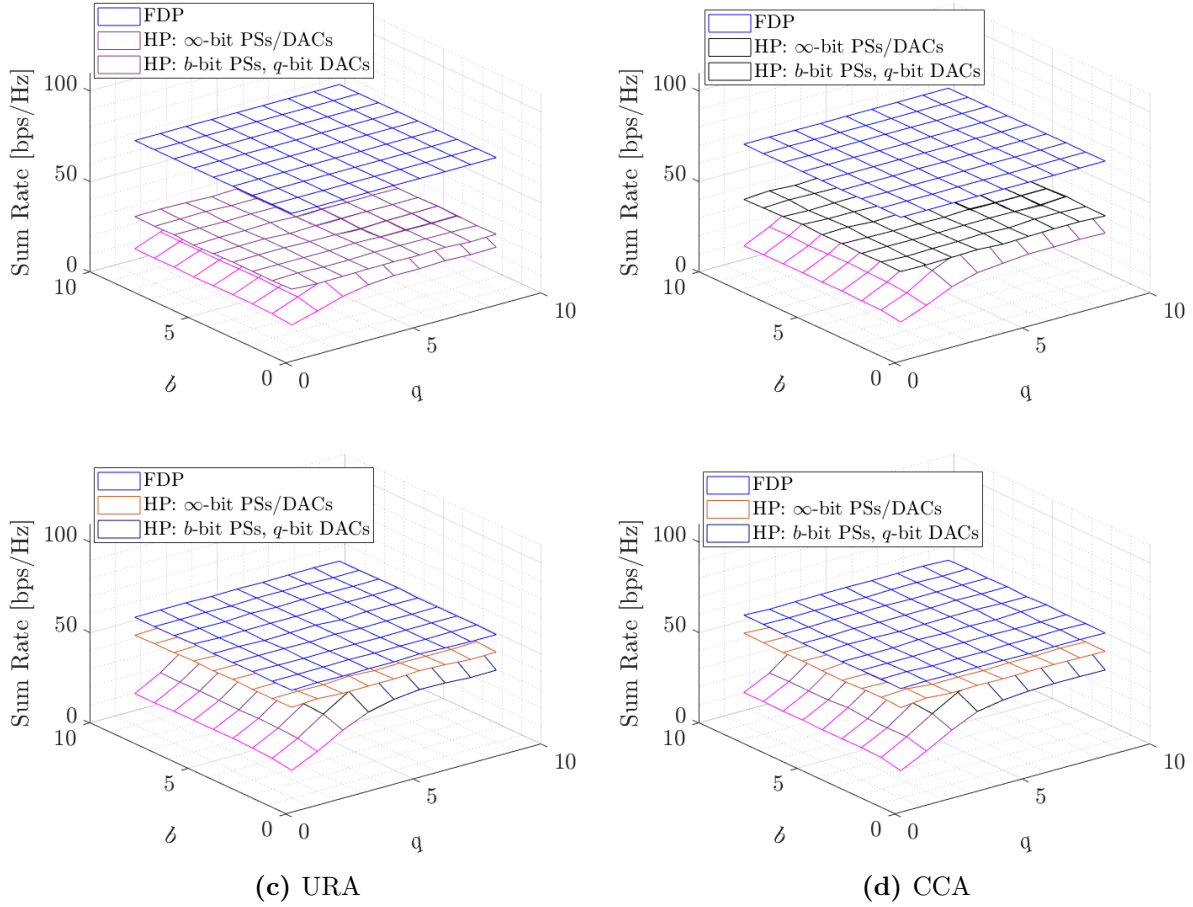 FDP
HP: ∞-bit PSs/DACs
HP: b-bit PSs, q-bit DACs
Sum Rate [bps/Hz]
100
50
0
10
5
0
b
0
5
10
q
FDP
HP: ∞-bit PSs/DACs
HP: b-bit PSs, q-bit DACs
Sum Rate [bps/Hz]
100
50
0
10
5
0
b
0
5
10
q
FDP
HP: ∞-bit PSs/DACs
HP: b-bit PSs, q-bit DACs
Sum Rate [bps/Hz]
100
50
0
10
5
0
b
0
5
10
q
(c) URA
FDP
HP: ∞-bit PSs/DACs
HP: b-bit PSs, q-bit DACs
Sum Rate [bps/Hz]
100
50
0
10
5
0
b
0
5
10
q
(d) CCA